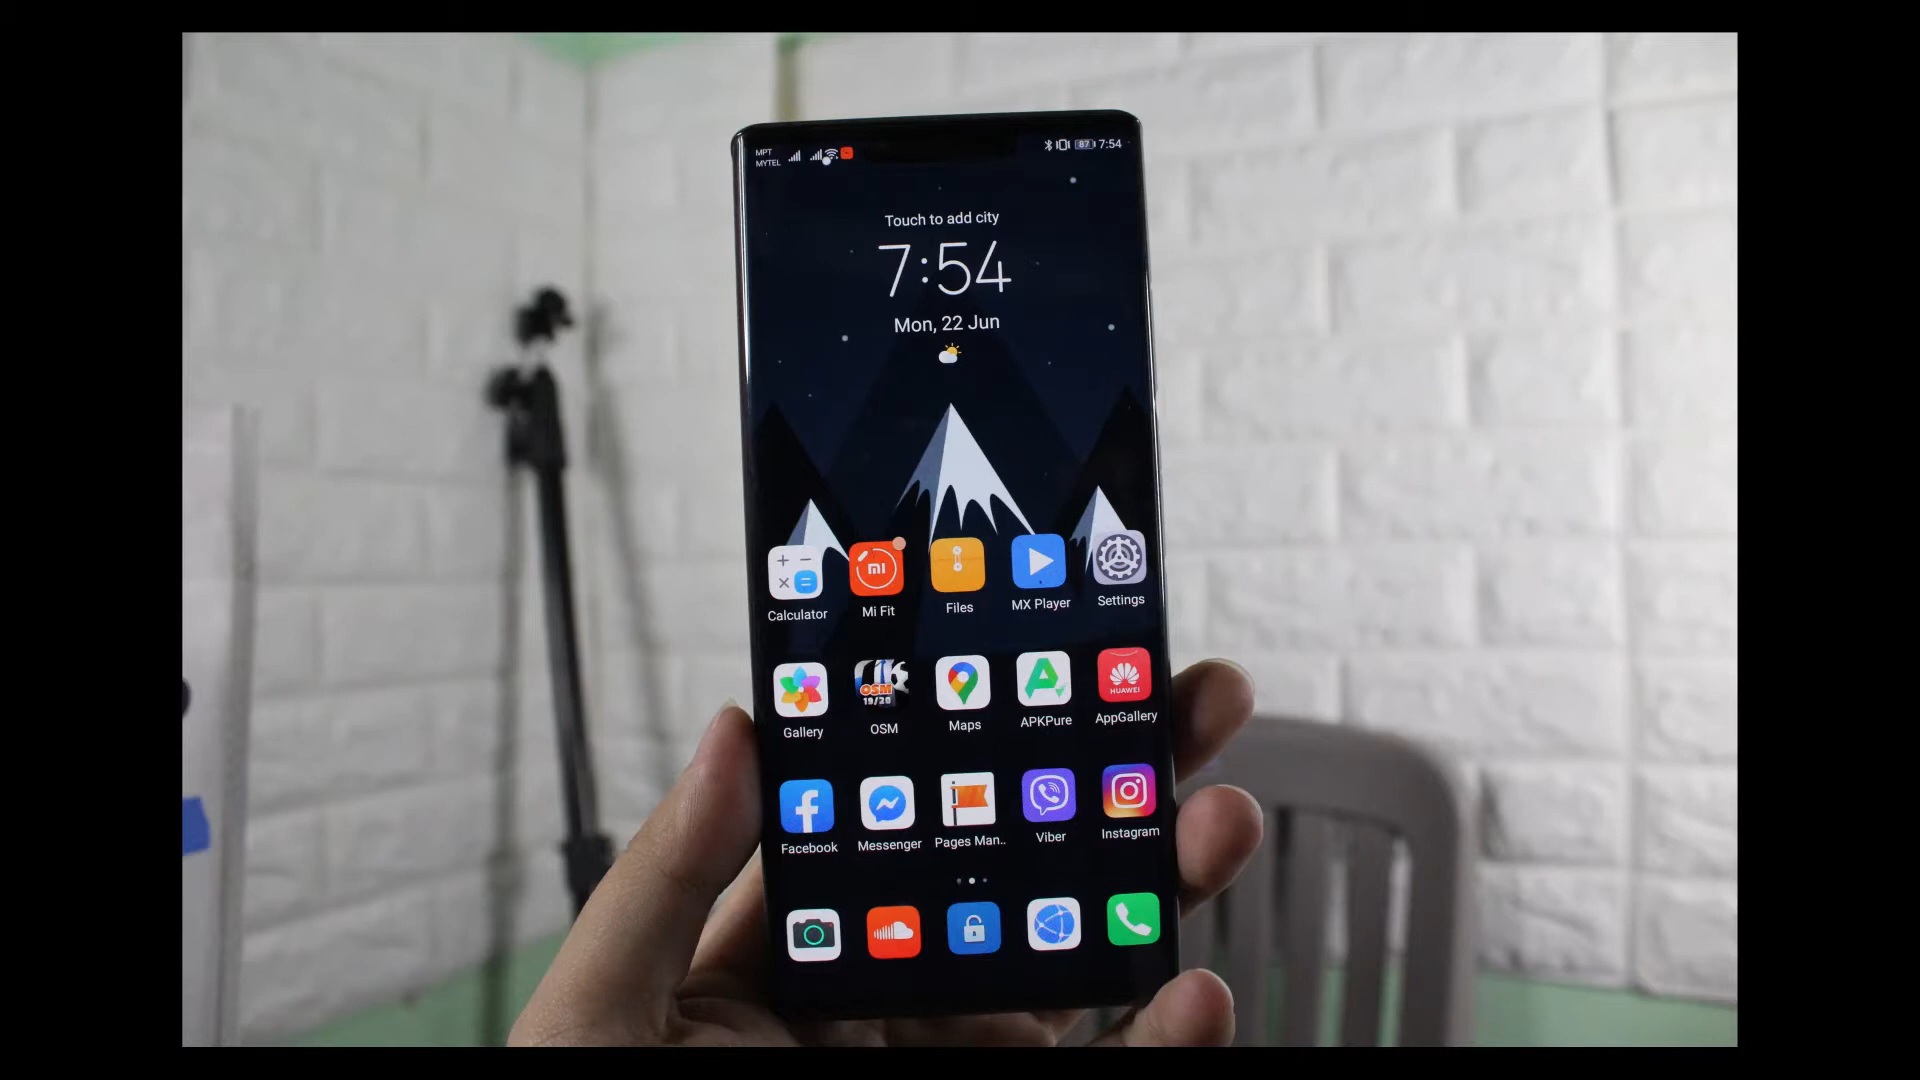 MPT
MYTEL
87 7:54
Touch to add city
7:54
Mon, 22 Jun
Calculator
Mi Fit
Files
MX Player
Settings
OSM
19/20
HUAWEI
Gallery
OSM
Maps
APKPure
AppGallery
Facebook
Messenger
Pages Man..
Viber
Instagram